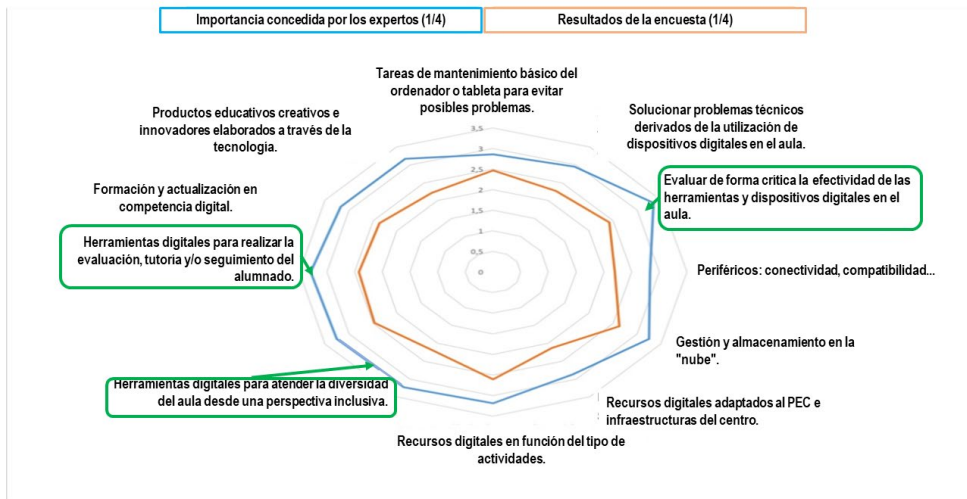 Importancia concedida por los expertos (1/4)
Resultados de la encuesta (1/4)
Tareas de mantenimiento básico del
ordenador o tableta para evitar
posibles problemas.
Solucionar problemas técnicos
derivados de la utilización de
dispositivos digitales en el aula.
Evaluar de forma crítica la efectividad de las
herramientas y dispositivos digitales en el
aula.
Periféricos: conectividad, compatibilidad...
Gestión y almacenamiento en la
"nube".
Recursos digitales adaptados al PEC e
infraestructuras del centro.
Recursos digitales en función del tipo de
actividades.
Herramientas digitales para atender la diversidad
del aula desde una perspectiva inclusiva.
Herramientas digitales para realizar la
evaluación, tutoria y/o seguimiento del
alumnado.
Formación y actualización en
competencia digital.
Productos educativos creativos e
innovadores elaborados a través de la
tecnología.
3,5
3
2
1,5
1
0,5
0